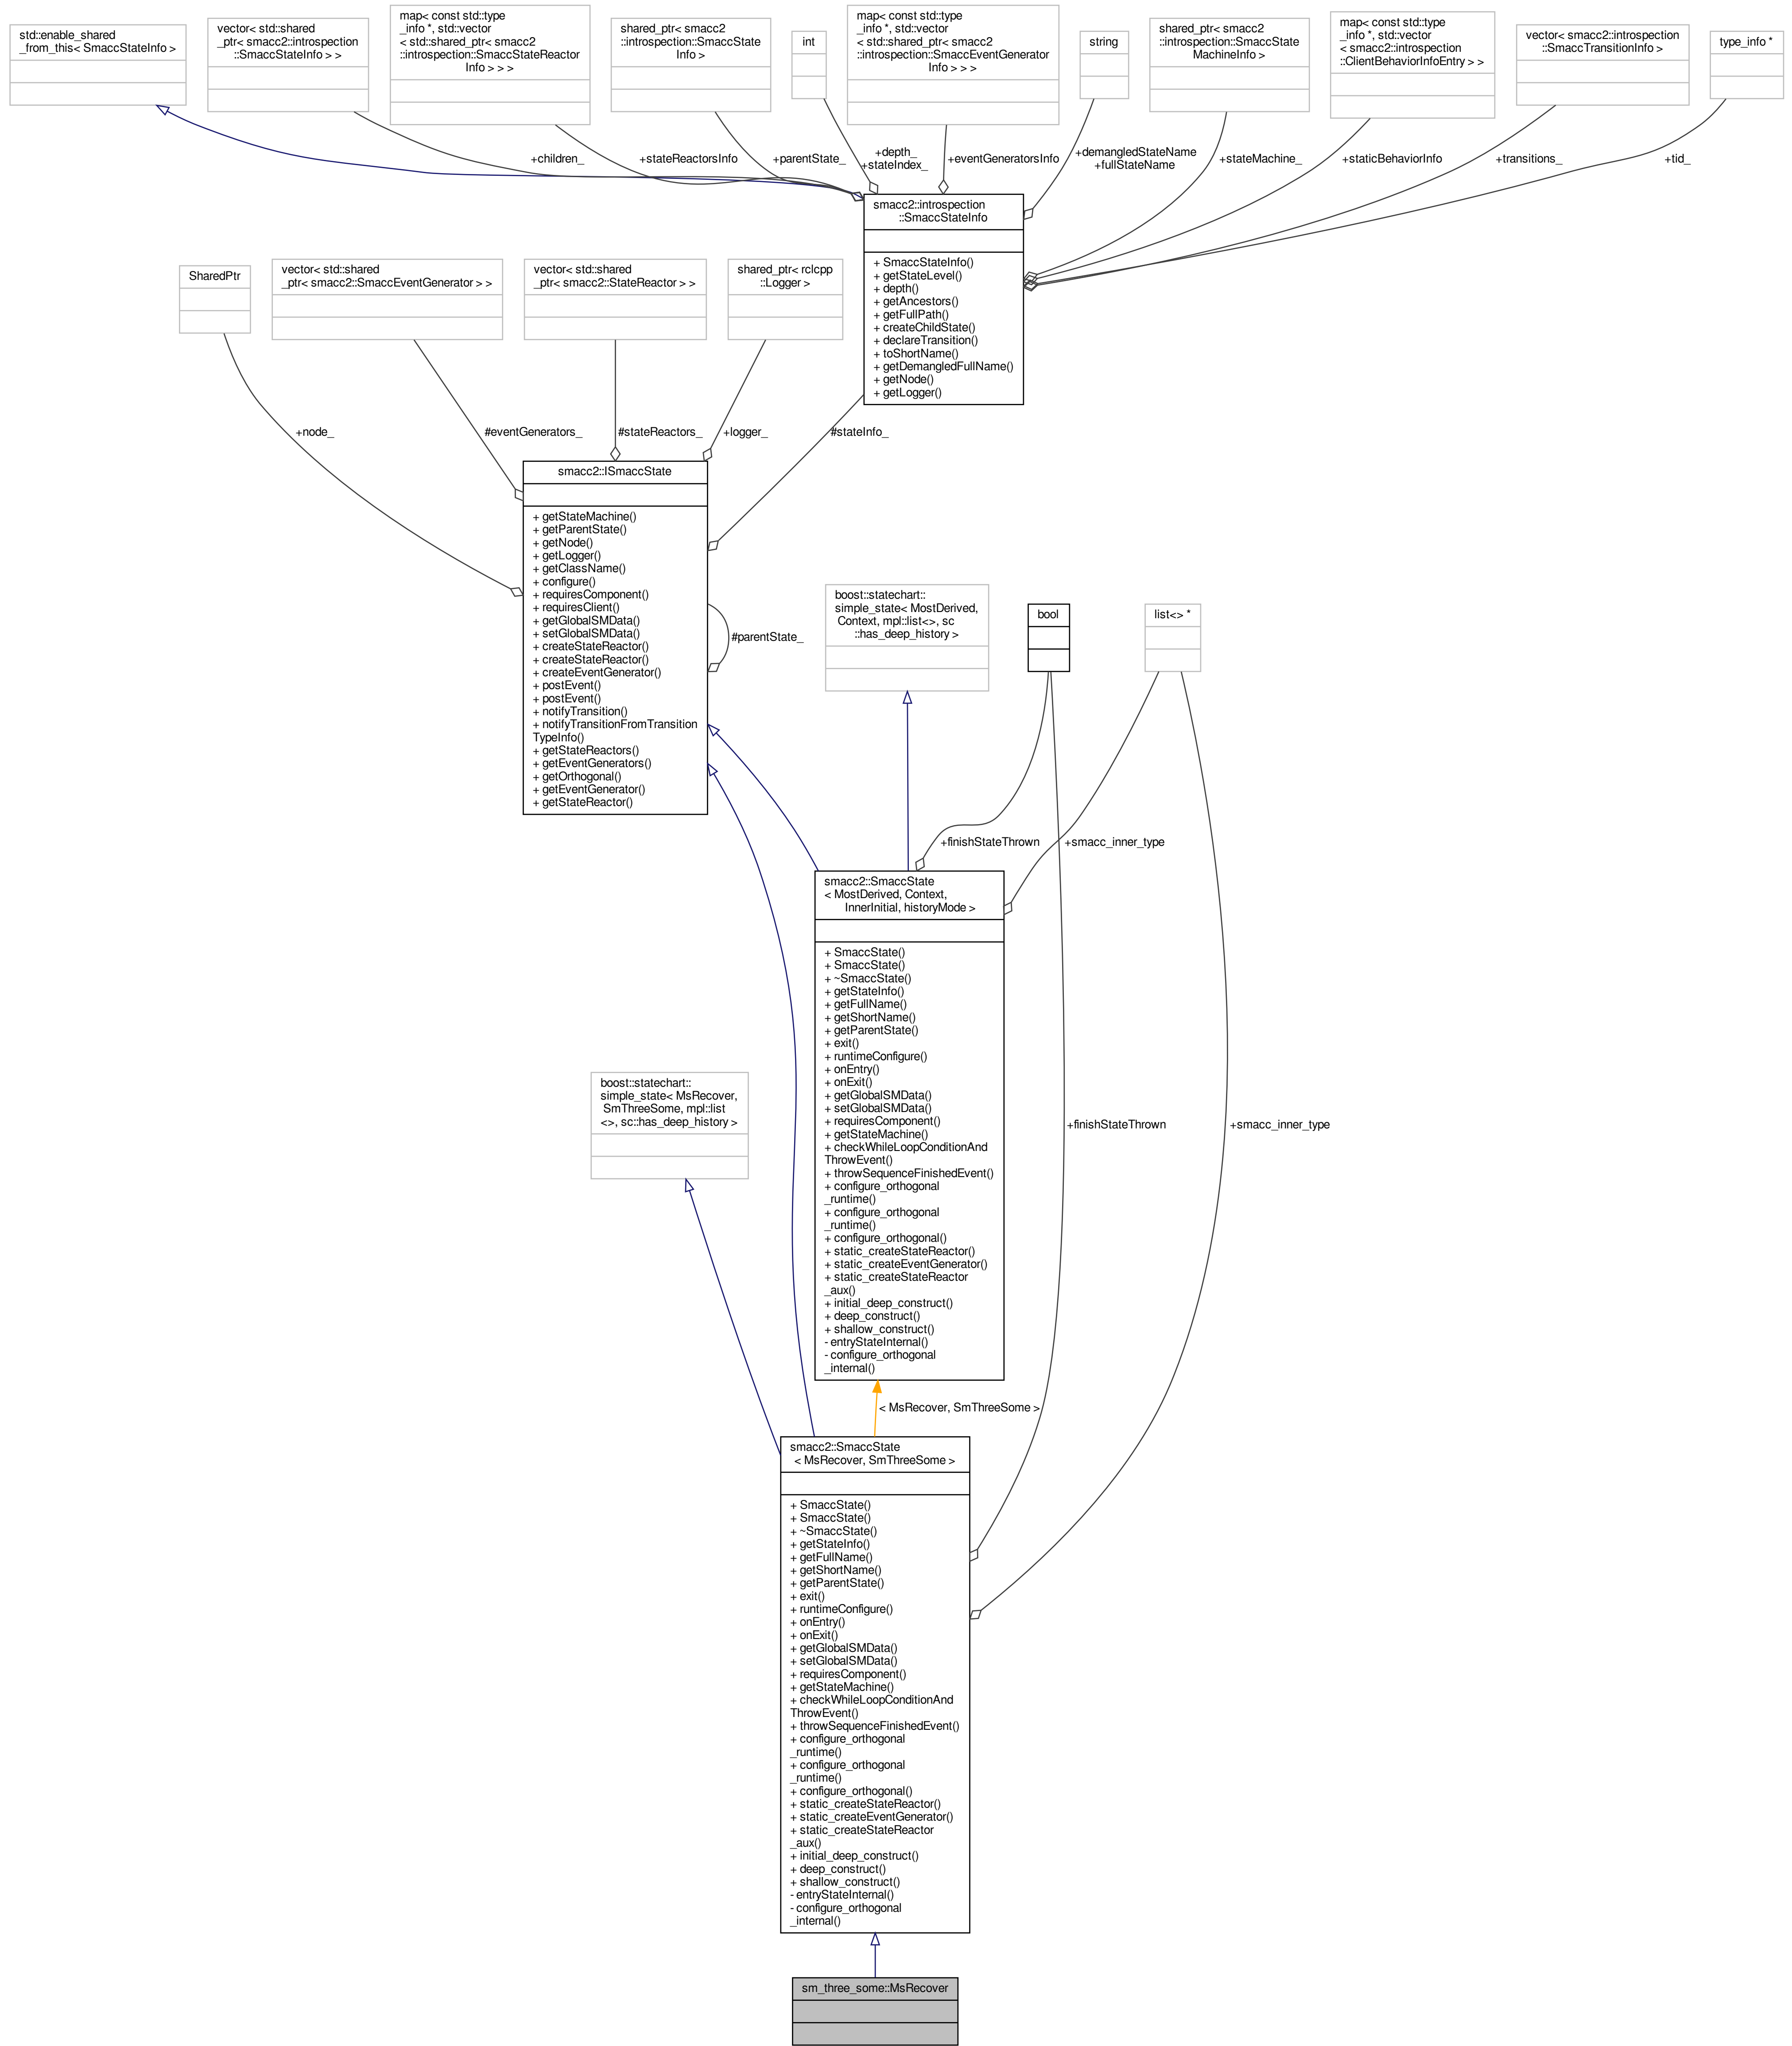 std::enable_shared
_from_this< SmaccStateInfo >
vector< std::shared
_ptr< smacc2::introspection
::SmaccStateInfo > >
map< const std::type
_info *, std::vector
< std::shared_ptr< smacc2
::introspection::SmaccStateReactor
Info > > >
shared_ptr< smacc2
::introspection::SmaccState
Info >
int
map< const std::type
_info *, std::vector
< std::shared_ptr< smacc2
::introspection::SmaccEventGenerator
Info > > >
string
shared_ptr< smacc2
::introspection::SmaccState
MachineInfo >
map< const std::type
_info *, std::vector
< smacc2::introspection
::ClientBehaviorInfoEntry > >
vector< smacc2::introspection
::SmaccTransitionInfo >
type_info *
+children_
+stateReactorsInfo
+parentState_
+depth_
+stateIndex_
+eventGeneratorsInfo
+demangledStateName
+fullStateName
+stateMachine_
+staticBehaviorInfo
+transitions_
+tid_
smacc2::introspection
::SmaccStateInfo
+ SmaccStateInfo()
+ getStateLevel()
+ depth()
+ getAncestors()
+ getFullPath()
+ createChildState()
+ declareTransition()
+ toShortName()
+ getDemangledFullName()
+ getNode()
+ getLogger()
SharedPtr
vector< std::shared
_ptr< smacc2::SmaccEventGenerator > >
vector< std::shared
_ptr< smacc2::StateReactor > >
shared_ptr< rclcpp
::Logger >
+node_
#eventGenerators_
#stateReactors_
+logger_
#stateInfo_
smacc2::ISmaccState
+ getStateMachine()
+ getParentState()
+ getNode()
+ getLogger()
+ getClassName()
+ configure()
+ requiresComponent()
+ requiresClient()
+ getGlobalSMData()
+ setGlobalSMData()
+ createStateReactor()
+ createStateReactor()
+ createEventGenerator()
+ postEvent()
+ postEvent()
+ notifyTransition()
+ notifyTransitionFromTransition
TypeInfo()
+ getStateReactors()
+ getEventGenerators()
+ getOrthogonal()
+ getEventGenerator()
+ getStateReactor()
#parentState_
boost::statechart::
simple_state< MostDerived,
Context, mpl::list<>, sc
::has_deep_history >
bool
list<> *
+finishStateThrown
+smacc_inner_type
smacc2::SmaccState
< MostDerived, Context,
InnerInitial, historyMode >
+ SmaccState()
+ SmaccState()
+ ~SmaccState()
+ getStateInfo()
+ getFullName()
+ getShortName()
+ getParentState()
+ exit()
+ runtimeConfigure()
+ onEntry()
+ onExit()
+ getGlobalSMData()
+ setGlobalSMData()
+ requiresComponent()
+ getStateMachine()
+ checkWhileLoopConditionAnd
ThrowEvent()
+ throwSequenceFinishedEvent()
+ configure_orthogonal
_runtime()
+ configure_orthogonal
_runtime()
+ configure_orthogonal()
+ static_createStateReactor()
+ static_createEventGenerator()
+ static_createStateReactor
_aux()
+ initial_deep_construct()
+ deep_construct()
+ shallow_construct()
- entryStateInternal()
- configure_orthogonal
_internal()
boost::statechart::
simple_state< MsRecover,
SmThreeSome, mpl::list
<>, sc::has_deep_history >
+finishStateThrown
+smacc_inner_type
< MsRecover, SmThreeSome >
smacc2::SmaccState
< MsRecover, SmThreeSome >
+ SmaccState()
+ SmaccState()
+ ~SmaccState()
+ getStateInfo()
+ getFullName()
+ getShortName()
+ getParentState()
+ exit()
+ runtimeConfigure()
+ onEntry()
+ onExit()
+ getGlobalSMData()
+ setGlobalSMData()
+ requiresComponent()
+ getStateMachine()
+ checkWhileLoopConditionAnd
ThrowEvent()
+ throwSequenceFinishedEvent()
+ configure_orthogonal
_runtime()
+ configure_orthogonal
_runtime()
+ configure_orthogonal()
+ static_createStateReactor()
+ static_createEventGenerator()
+ static_createStateReactor
_aux()
+ initial_deep_construct()
+ deep_construct()
+ shallow_construct()
- entryStateInternal()
- configure_orthogonal
_internal()
sm_three_some::MsRecover